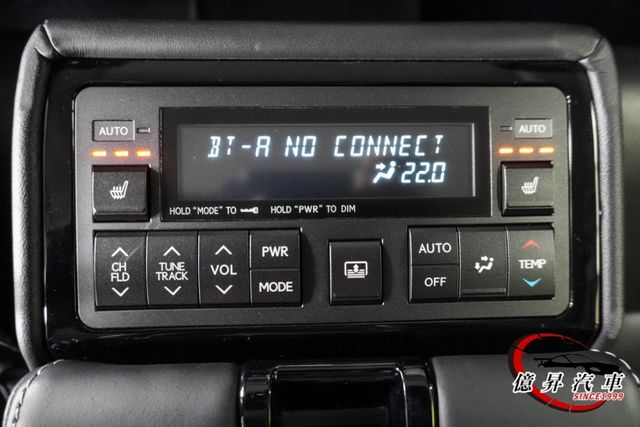 AUTO
AUTO
BT-A NO CONNECT
22.0
HOLD "MODE" TO HOLD "PWR" TO DIM
CH FLD
TUNE TRACK
VOL
PWR
MODE
AUTO
OFF
TEMP
億昇汽車
SINCE1999